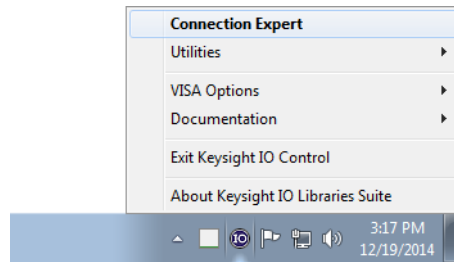 Connection Expert
Utilities
VISA Options
Documentation
Exit Keysight IO Control
About Keysight IO Libraries Suite
IO
3:17 PM
12/19/2014